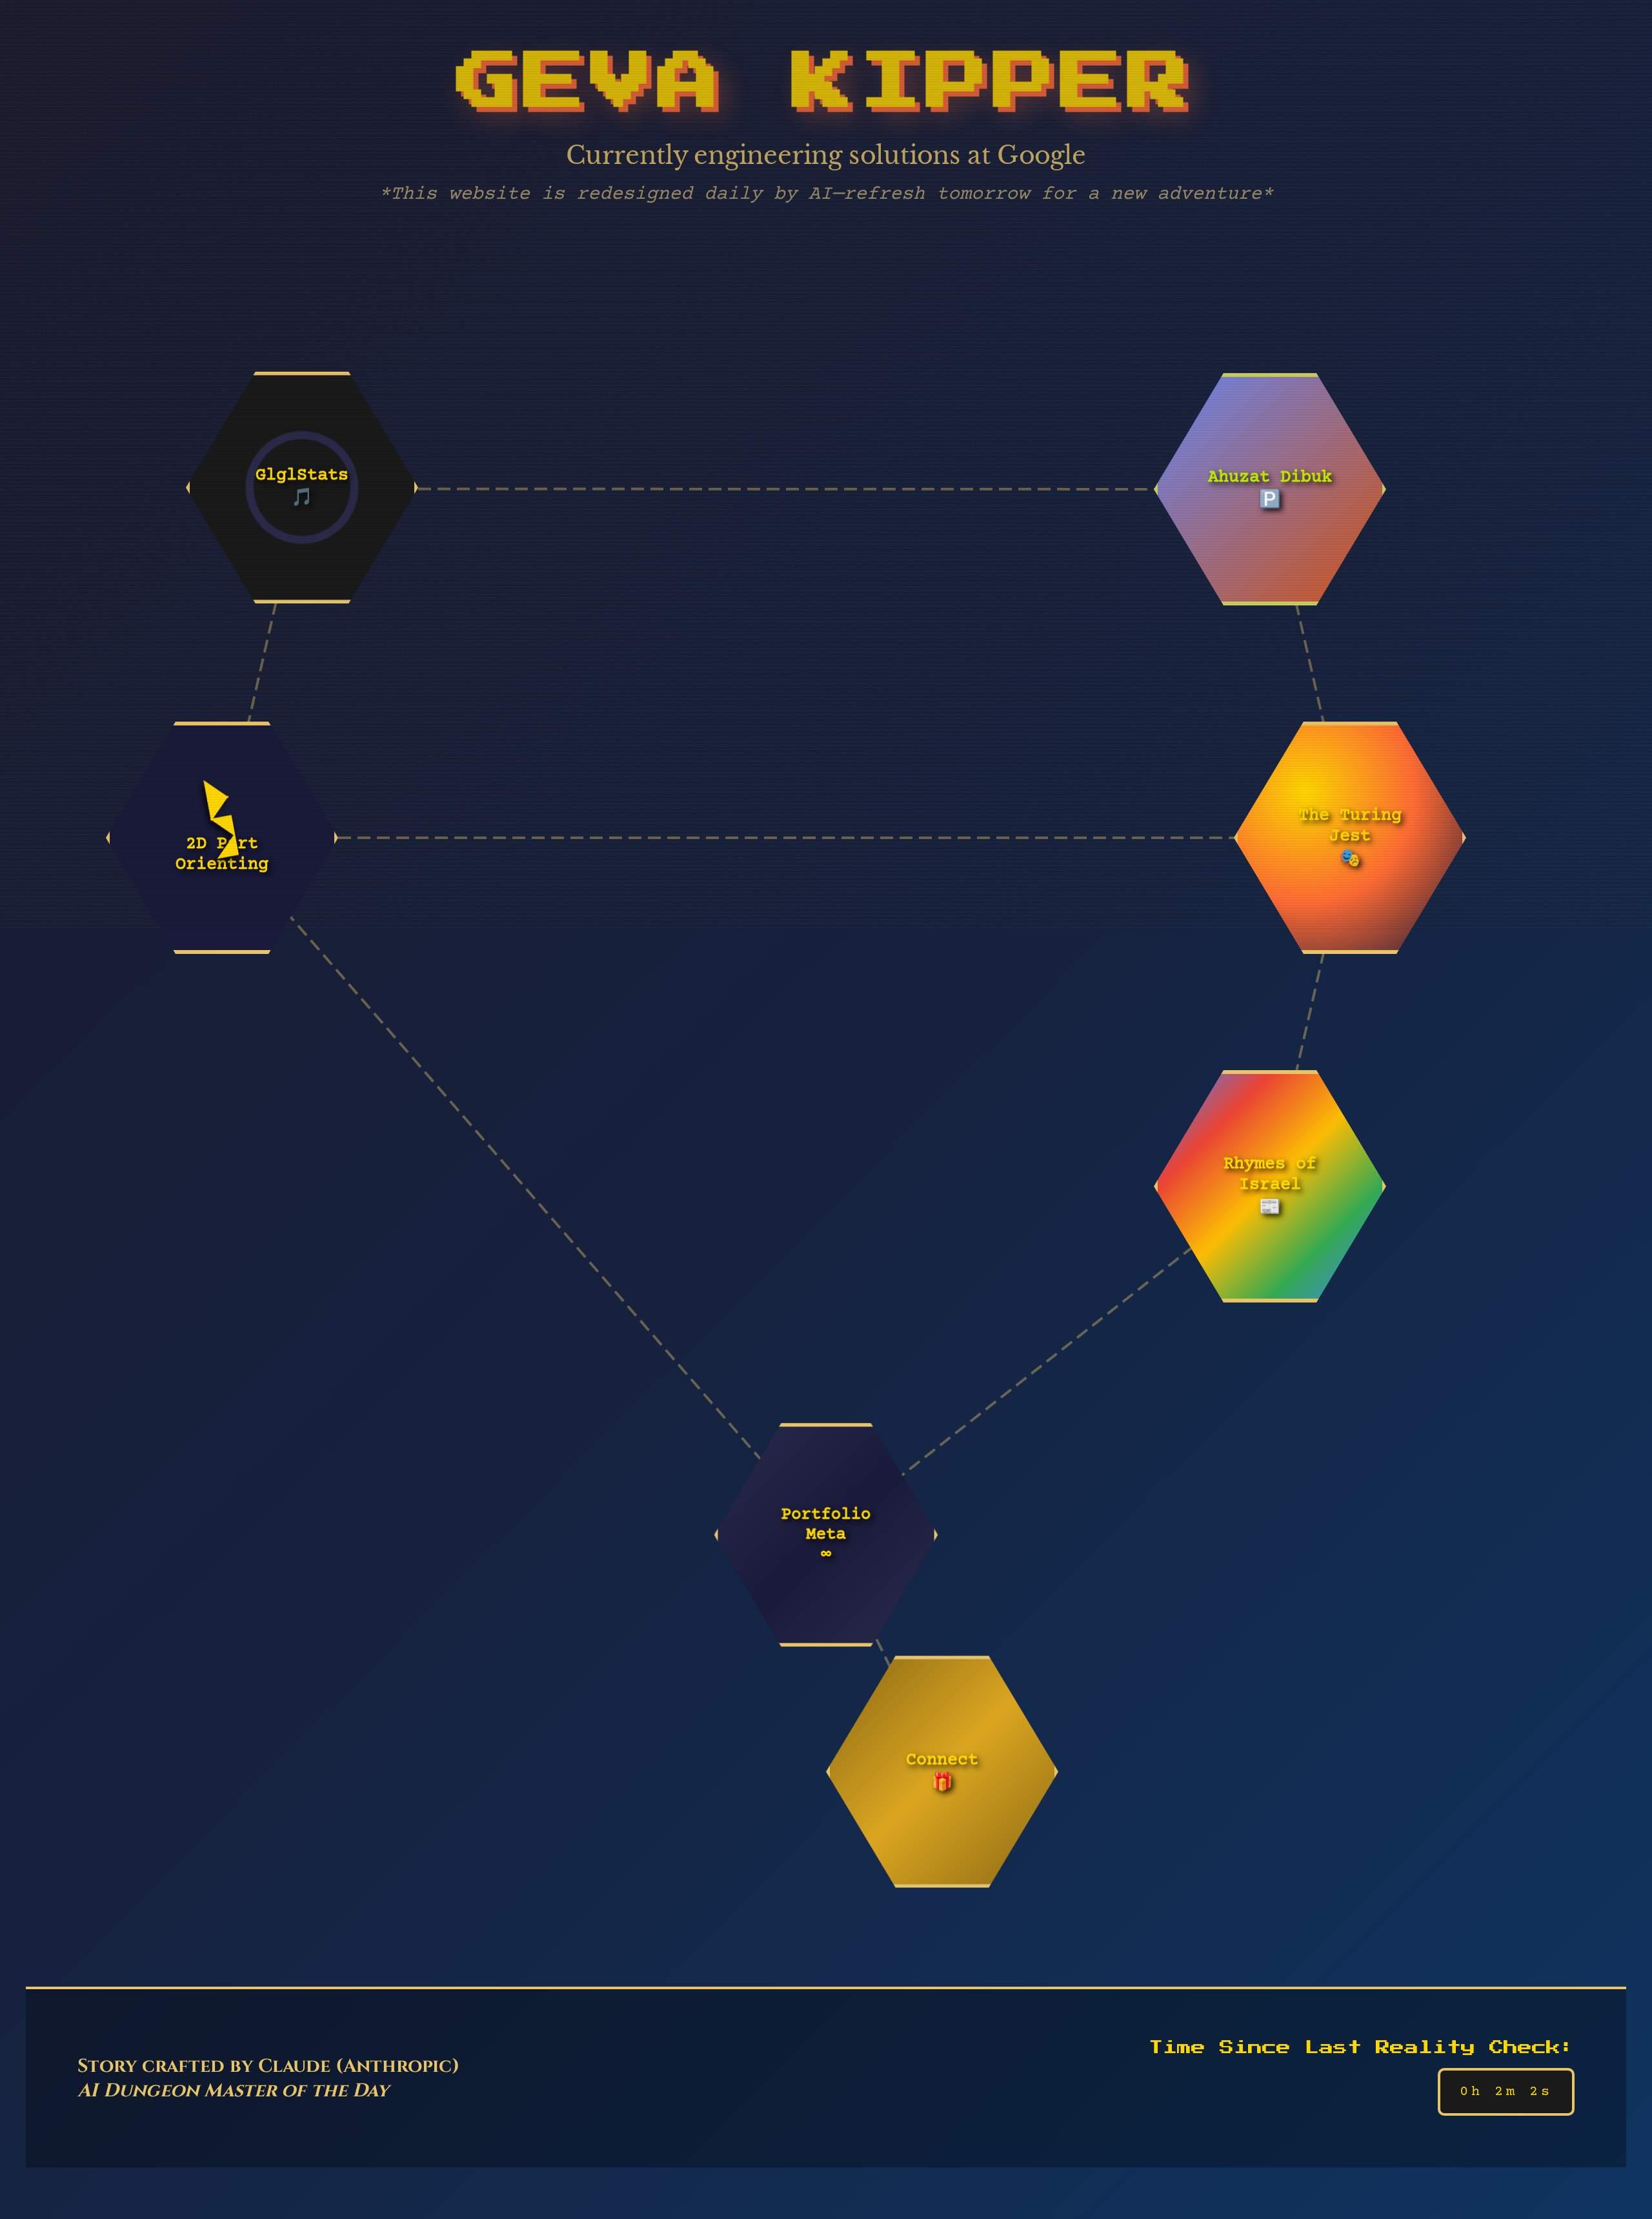 GEVA KIPPER
Currently engineering solutions at Google
*This website is redesigned daily by AI—refresh tomorrow for a new adventure*
GlglStats
Ahuzat Dibuk
P
2D Part
Orienting
The Turing
Jest
Rhymes of
Israel
Portfolio
Meta
∞
Connect
Story crafted by Claude (Anthropic)
AI Dungeon Master of the Day
Time Since Last Reality Check:
0h 2m 2s